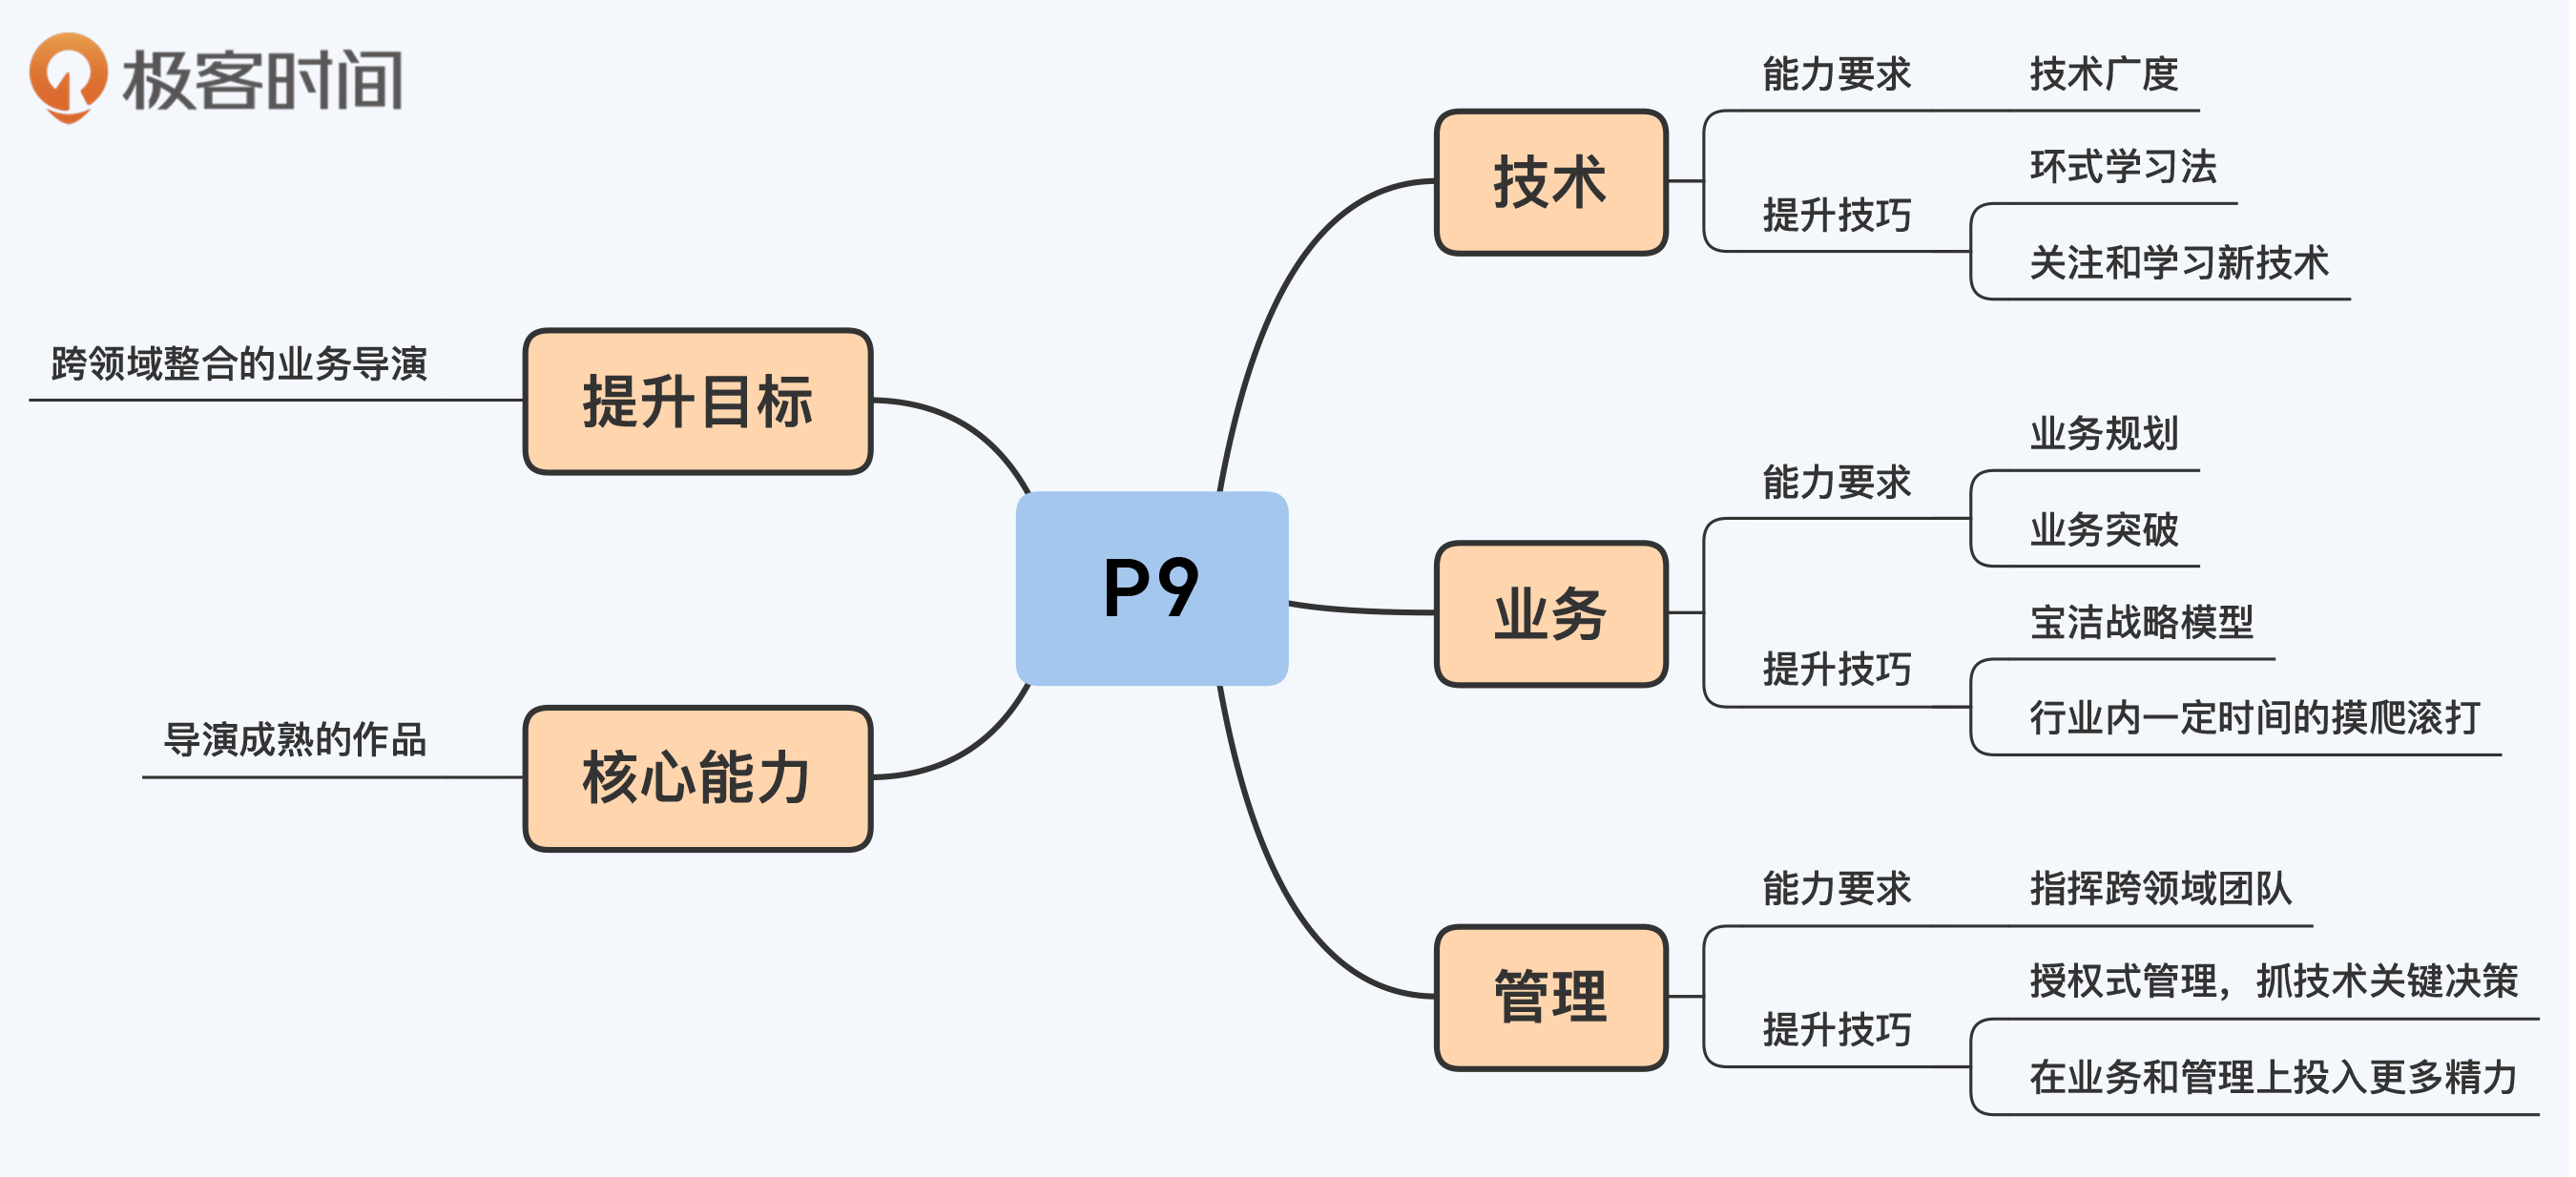 极客时间
P9
提升目标
跨领域整合的业务导演
核心能力
导演成熟的作品
技术
能力要求
技术广度
提升技巧
环式学习法
关注和学习新技术
业务
能力要求
业务规划
业务突破
提升技巧
宝洁战略模型
行业内一定时间的摸爬滚打
管理
能力要求
指挥跨领域团队
提升技巧
授权式管理，抓技术关键决策
在业务和管理上投入更多精力